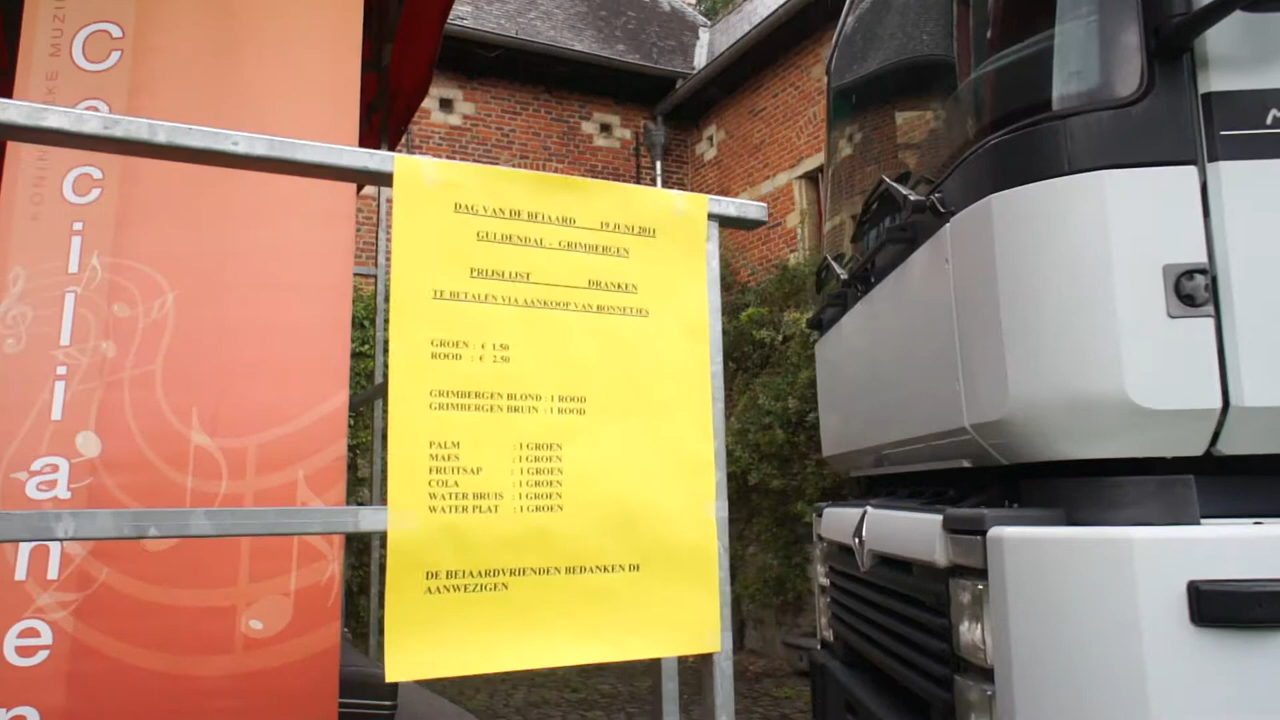 Cecilianen
DAG VAN DE BEIAARD 19 JUNI 2011
GULDENDAL - GRIMBERGEN
PRIJSLIJST DRANKEN
TE BETALEN VIA AANKOOP VAN BONNETJES
GROEN : € 1.50
ROOD : € 2.50
GRIMBERGEN BLOND : 1 ROOD
GRIMBERGEN BRUIN : 1 ROOD
PALM : 1 GROEN
MAES : 1 GROEN
FRUITSAP : 1 GROEN
COLA : 1 GROEN
WATER BRUIS : 1 GROEN
WATER PLAT : 1 GROEN
DE BEIAARDVRIENDEN BEDANKEN DE
AANWEZIGEN